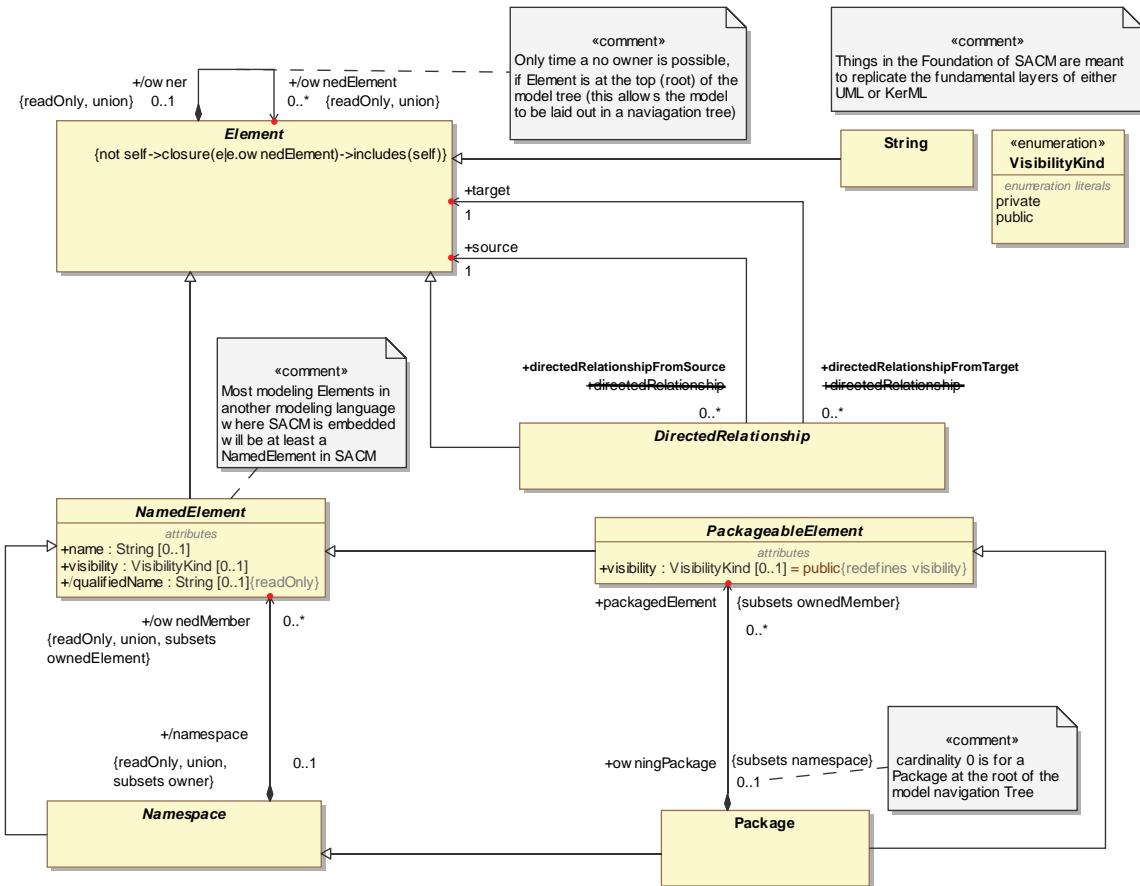 «comment»
Only time a no owner is possible,
if Element is at the top (root) of the
model tree (this allows the model
to be laid out in a naviagation tree)
«comment»
Things in the Foundation of SACM are meant
to replicate the fundamental layers of either
UML or KerML
+/owner
+/ownedElement
{readOnly, union}
0..1
0..*
{readOnly, union}
Element
{not self->closure(e|e.ownedElement)->includes(self)}
String
«enumeration»
VisibilityKind
enumeration literals
private
public
+target
1
+source
1
«comment»
Most modeling Elements in
another modeling language
where SACM is embedded
will be at least a
NamedElement in SACM
+directedRelationshipFromSource
+directedRelationship
0..*
+directedRelationshipFromTarget
+directedRelationship
0..*
DirectedRelationship
NamedElement
attributes
+name : String [0..1]
+visibility : VisibilityKind [0..1]
+/qualifiedName : String [0..1]{readOnly}
PackageableElement
attributes
+visibility : VisibilityKind [0..1] = public{redefines visibility}
+/ownedMember
0..*
{readOnly, union, subsets
ownedElement}
+packagedElement
{subsets ownedMember}
0..*
+/namespace
{readOnly, union,
subsets owner}
0..1
+owningPackage
{subsets namespace}
0..1
«comment»
cardinality 0 is for a
Package at the root of the
model navigation Tree
Namespace
Package